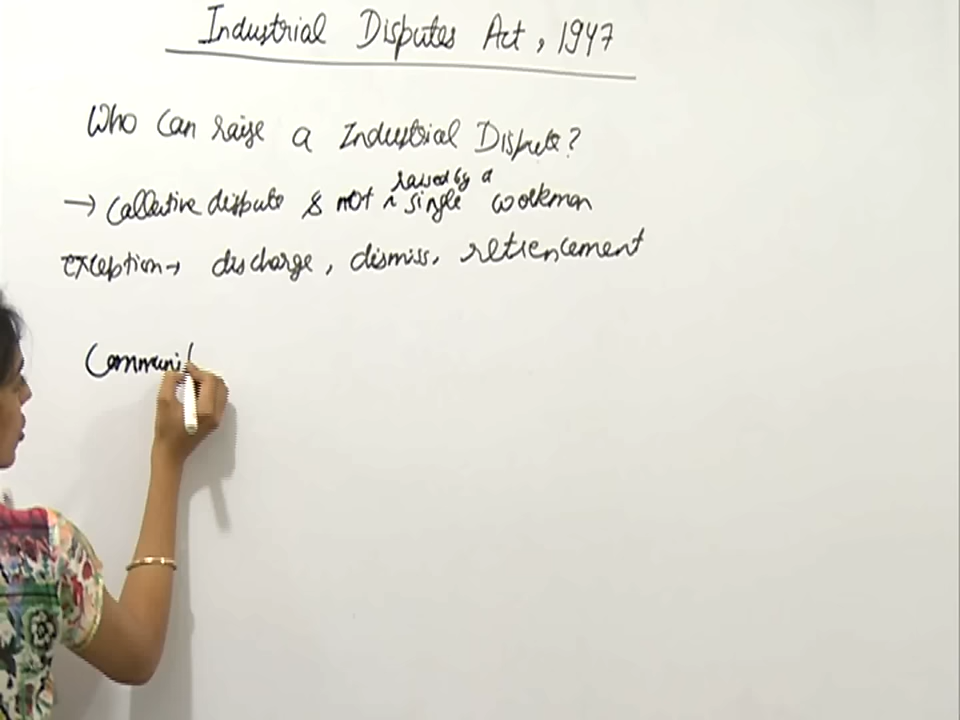 Industrial Disputes Act, 1947
Who can raise a Industrial Dispute?
→ Collective dispute & not raised by a single workman
exception → discharge, dismiss, retrencement
Communit